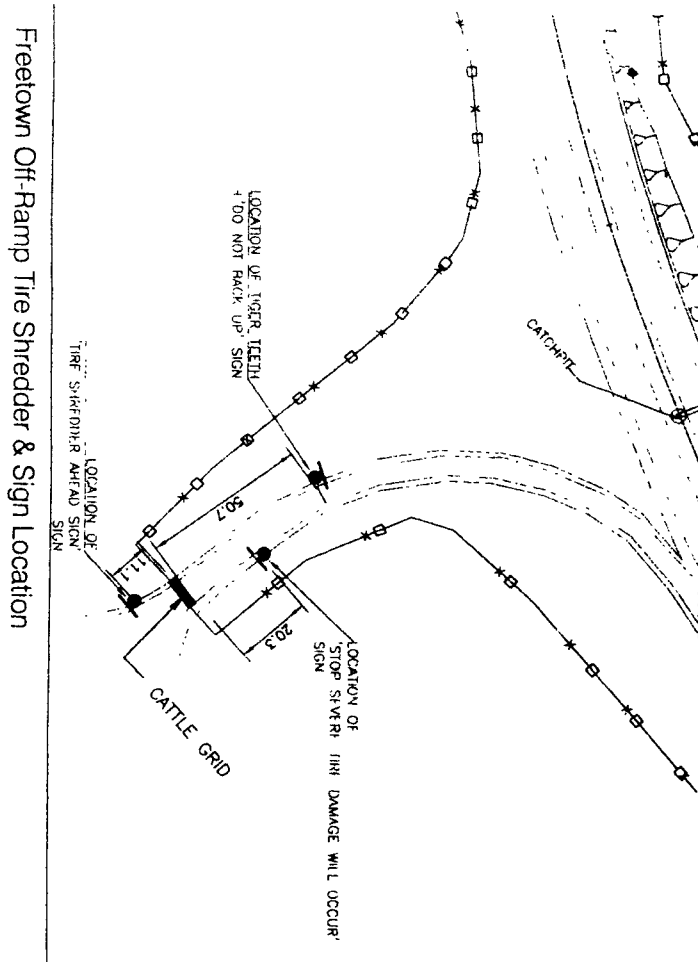 Freetown Off-Ramp Tire Shredder & Sign Location
LOCATION OF TIGER TEETH
+ 'DO NOT BACK UP' SIGN
CATCHPIT
LOCATION OF
'TIRE SHREDDER AHEAD SIGN'
SIGN
50.7
11.1
20.3
CATTLE GRID
LOCATION OF
'STOP SEVERE TIRE DAMAGE WILL OCCUR'
SIGN